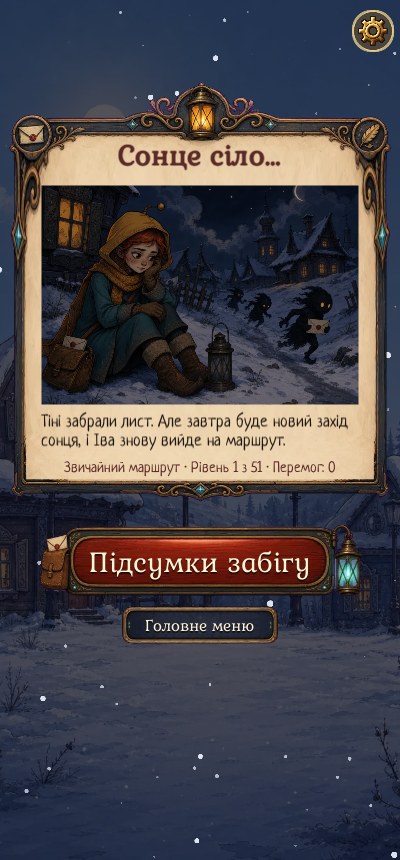 Сонце сіло...
Тіні забрали лист. Але завтра буде новий захід
сонця, і Іва знову вийде на маршрут.
Звичайний маршрут · Рівень 1 з 51 · Перемог: 0
Підсумки забігу
Головне меню